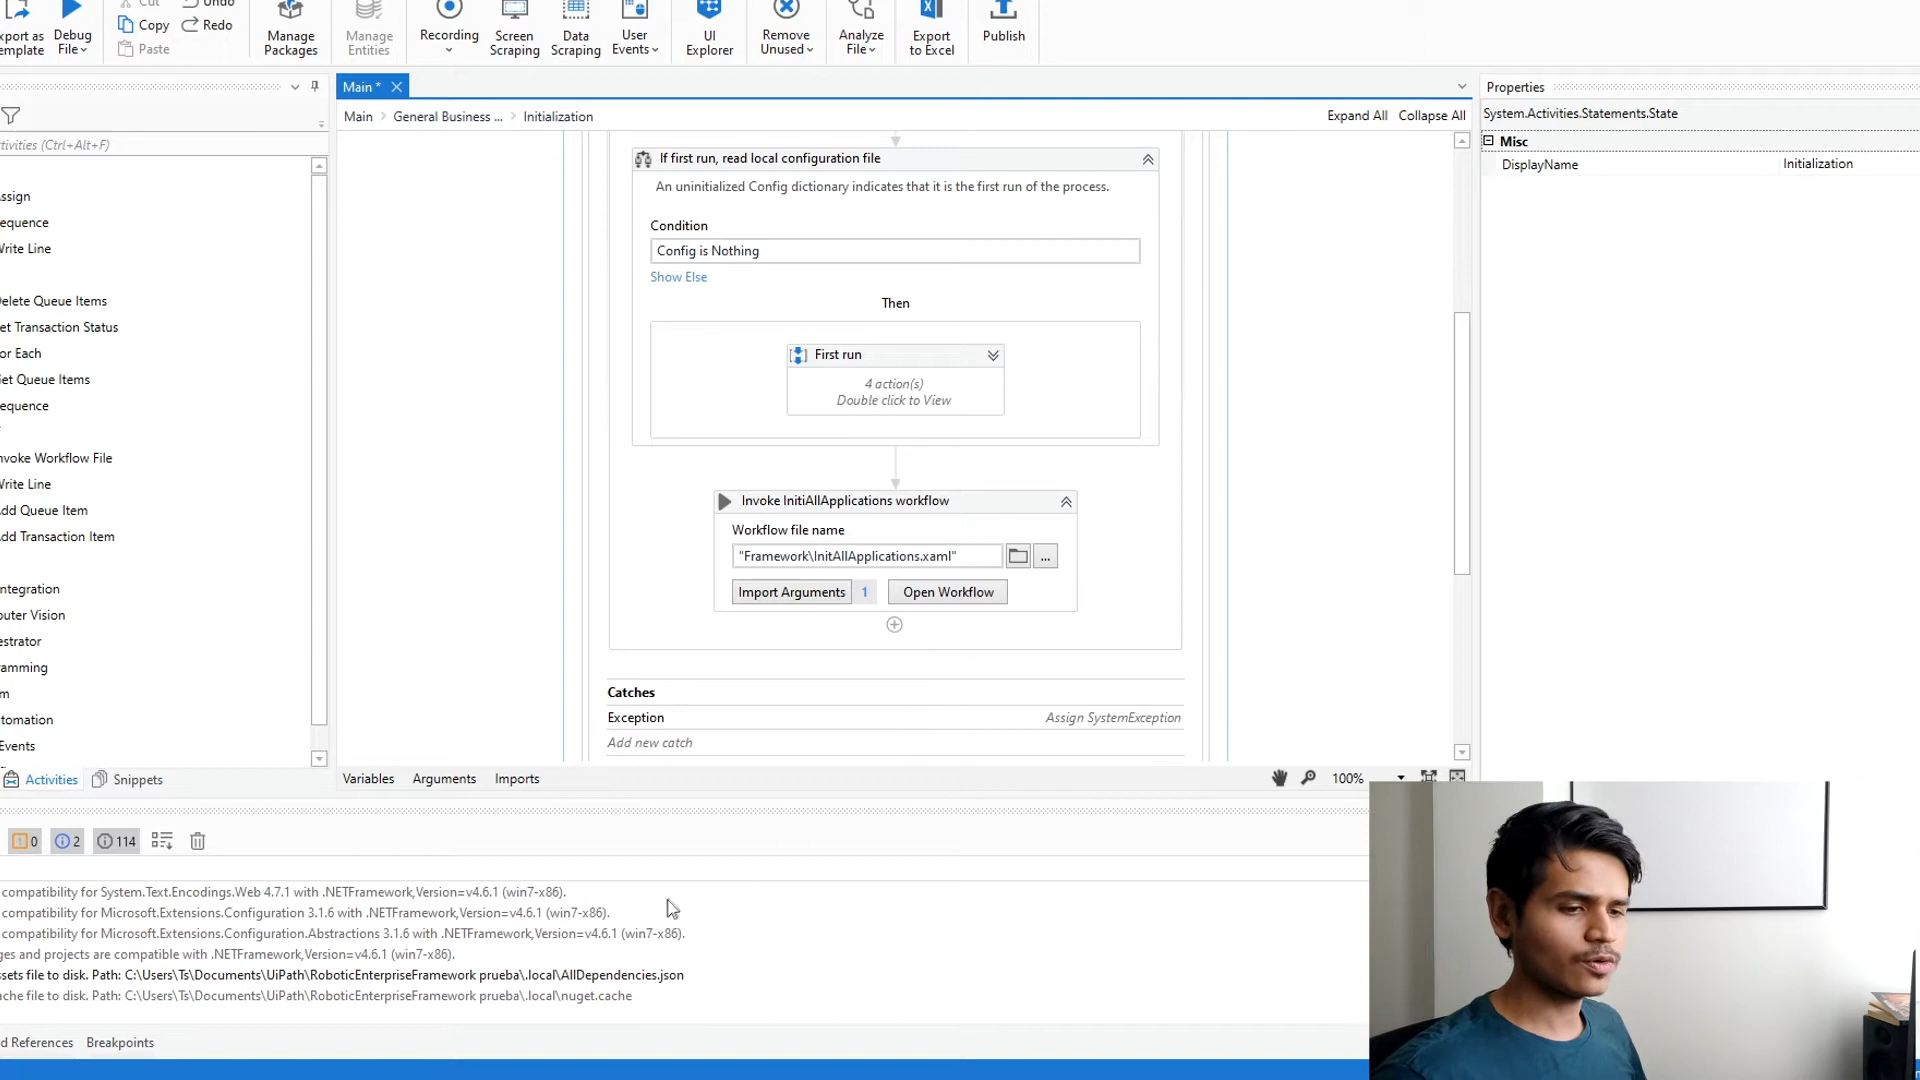 Cut
Undo
xport as
emplate
Debug
File
Copy
Redo
Paste
Manage
Packages
Manage
Entities
Recording
Screen
Scraping
Data
Scraping
User
Events
UI
Explorer
Remove
Unused
Analyze
File
Export
to Excel
Publish
Main *
Properties
Main > General Business ... > Initialization
Expand All Collapse All
System.Activities.Statements.State
Misc
DisplayName Initialization
tivities (Ctrl+Alt+F)
ssign
equence
Write Line
elete Queue Items
et Transaction Status
or Each
et Queue Items
equence
nvoke Workflow File
Write Line
dd Queue Item
dd Transaction Item
ntegration
puter Vision
estrator
ramming
m
tomation
Events
Activities Snippets
If first run, read local configuration file
An uninitialized Config dictionary indicates that it is the first run of the process.
Condition
Config is Nothing
Show Else
Then
First run
4 action(s)
Double click to View
Invoke InitiAllApplications workflow
Workflow file name
"Framework\InitAllApplications.xaml"
...
Import Arguments 1 Open Workflow
Catches
Exception Assign SystemException
Add new catch
Variables Arguments Imports 100%
0 2 114
compatibility for System.Text.Encodings.Web 4.7.1 with .NETFramework,Version=v4.6.1 (win7-x86).
compatibility for Microsoft.Extensions.Configuration 3.1.6 with .NETFramework,Version=v4.6.1 (win7-x86).
compatibility for Microsoft.Extensions.Configuration.Abstractions 3.1.6 with .NETFramework,Version=v4.6.1 (win7-x86).
ges and projects are compatible with .NETFramework,Version=v4.6.1 (win7-x86).
ssets file to disk. Path: C:\Users\Ts\Documents\UiPath\RoboticEnterpriseFramework prueba\.local\AllDependencies.json
ache file to disk. Path: C:\Users\Ts\Documents\UiPath\RoboticEnterpriseFramework prueba\.local\nuget.cache
d References Breakpoints